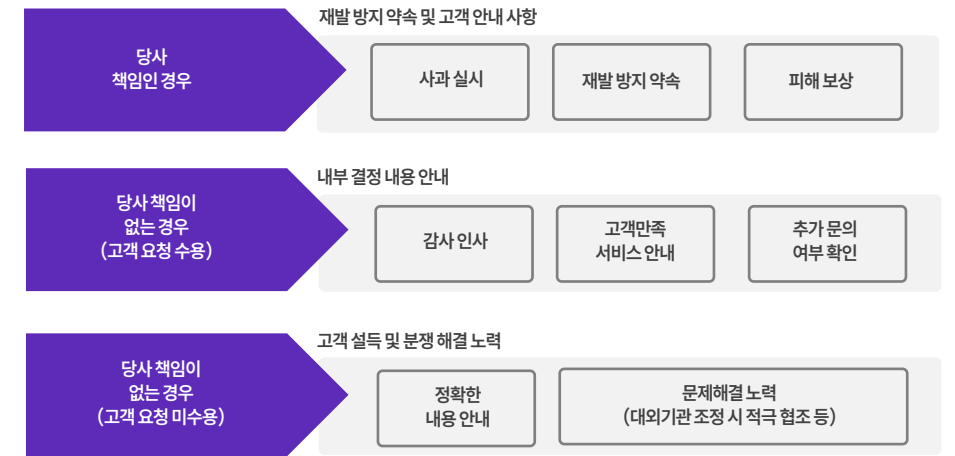 재발 방지 약속 및 고객 안내 사항
당사
책임인 경우
사과 실시
재발 방지 약속
피해 보상
내부 결정 내용 안내
당사 책임이
없는 경우
(고객 요청 수용)
감사 인사
고객만족
서비스 안내
추가 문의
여부 확인
고객 설득 및 분쟁 해결 노력
당사 책임이
없는 경우
(고객 요청 미수용)
정확한
내용 안내
문제해결 노력
(대외기관 조정 시 적극 협조 등)